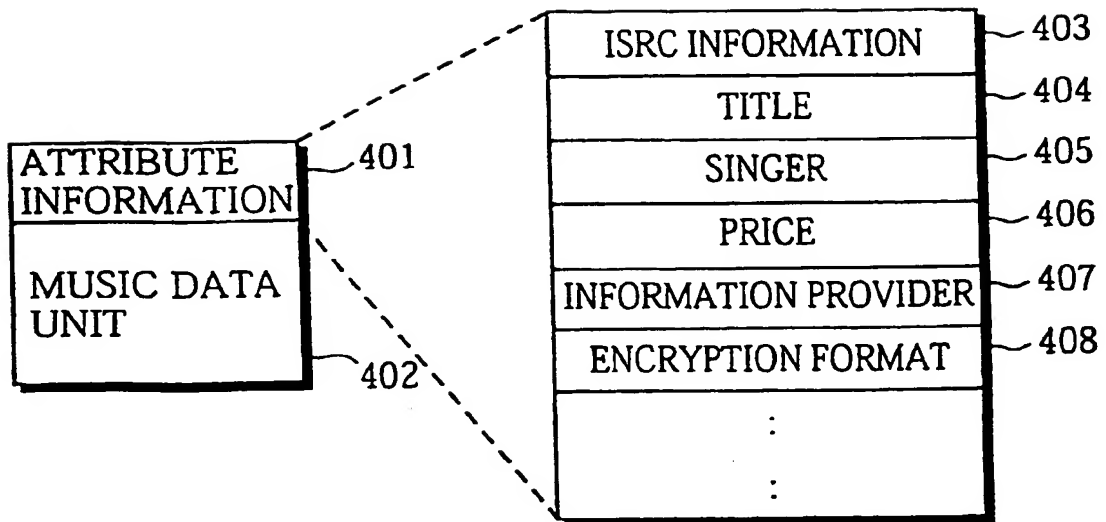 ATTRIBUTE
INFORMATION
401
MUSIC DATA
UNIT
402
ISRC INFORMATION
403
TITLE
404
SINGER
405
PRICE
406
INFORMATION PROVIDER
407
ENCRYPTION FORMAT
408
:
: